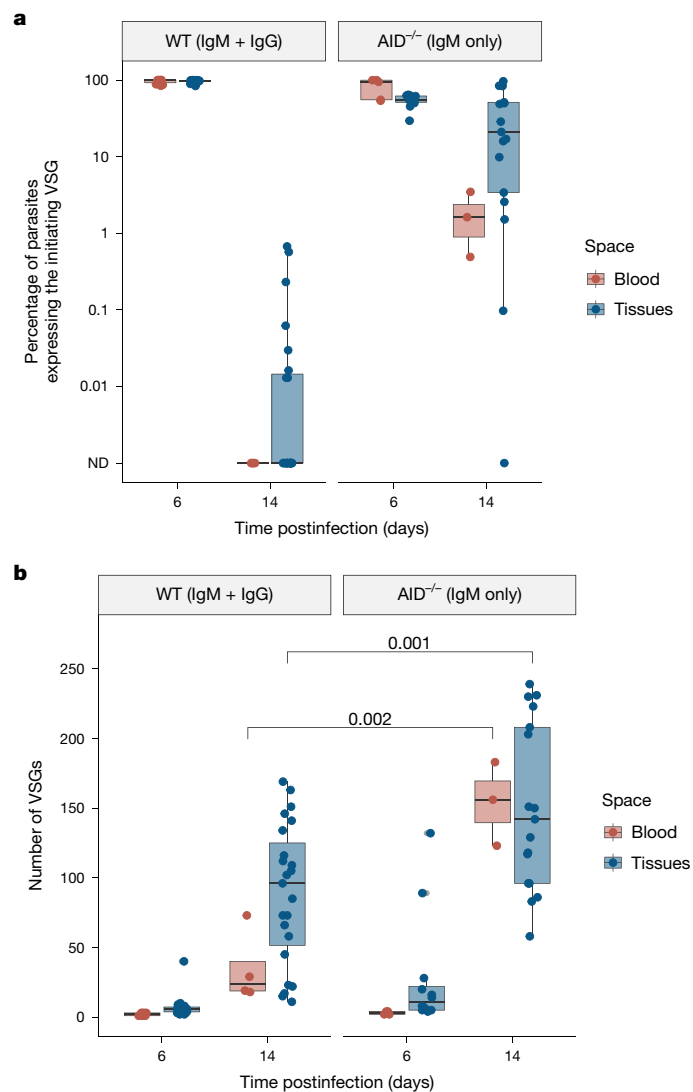 a
WT (IgM + IgG)
AID−/− (IgM only)
Percentage of parasites
expressing the initiating VSG
100
10
1
0.1
0.01
ND
6
14
6
14
Time postinfection (days)
Space
Blood
Tissues
b
WT (IgM + IgG)
AID−/− (IgM only)
0.001
0.002
Number of VSGs
250
200
150
100
50
0
6
14
6
14
Time postinfection (days)
Space
Blood
Tissues